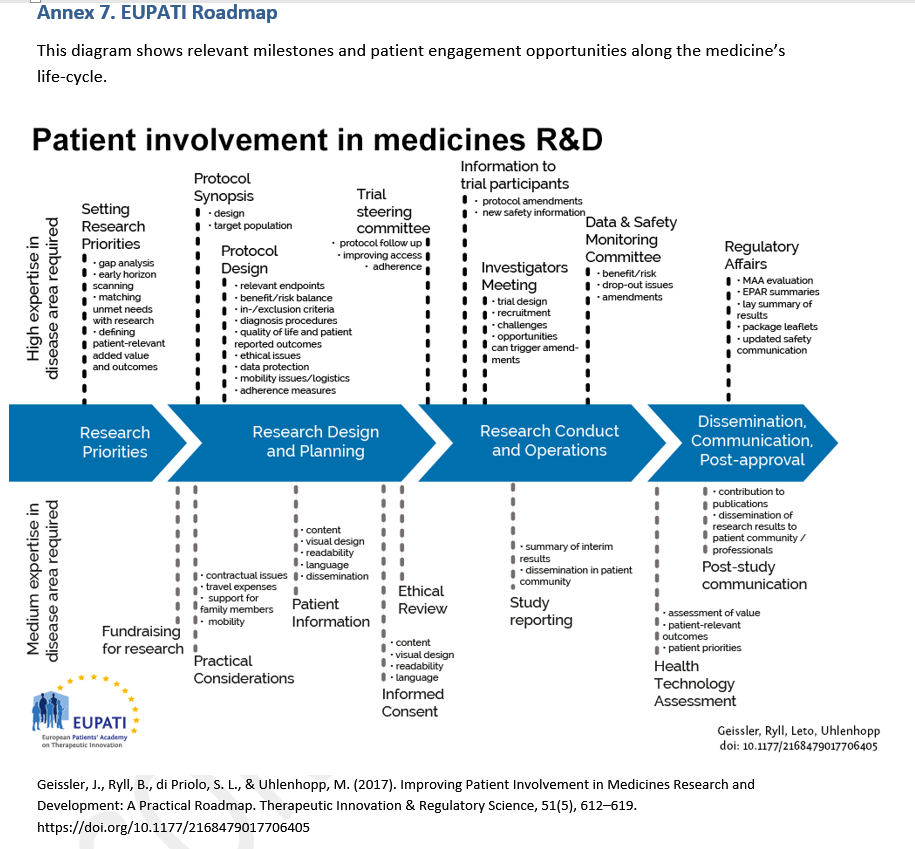 Annex 7. EUPATI Roadmap
This diagram shows relevant milestones and patient engagement opportunities along the medicine’s
life-cycle.
Patient involvement in medicines R&D
High expertise in
disease area required
Setting
Research
Priorities
• gap analysis
• early horizon
scanning
• matching
unmet needs
with research
• defining
patient-relevant
added value
and outcomes
Protocol
Synopsis
• design
• target population
Protocol
Design
• relevant endpoints
• benefit/risk balance
• in-/exclusion criteria
• diagnosis procedures
• quality of life and patient
reported outcomes
• ethical issues
• data protection
• mobility issues/logistics
• adherence measures
Trial
steering
committee
• protocol follow up
• improving access
• adherence
Information to
trial participants
• protocol amendments
• new safety information
Investigators
Meeting
• trial design
• recruitment
• challenges
• opportunities
can trigger amend-
ments
Data & Safety
Monitoring
Committee
• benefit/risk
• drop-out issues
• amendments
Regulatory
Affairs
• MAA evaluation
• EPAR summaries
• lay summary of
results
• package leaflets
• updated safety
communication
Research
Priorities
Research Design
and Planning
Research Conduct
and Operations
Dissemination,
Communication,
Post-approval
Medium expertise in
disease area required
Fundraising
for research
• contractual issues
• travel expenses
• support for
family members
• mobility
Practical
Considerations
• content
• visual design
• readability
• language
• dissemination
Patient
Information
Ethical
Review
• content
• visual design
• readability
• language
Informed
Consent
• summary of interim
results
• dissemination in patient
community
Study
reporting
• contribution to
publications
• dissemination of
research results to
patient community /
professionals
Post-study
communication
• assessment of value
• patient-relevant
outcomes
• patient priorities
Health
Technology
Assessment
EUPATI
European Patients’ Academy
on Therapeutic Innovation
Geissler, Ryll, Leto, Uhlenhopp
doi: 10.1177/2168479017706405
Geissler, J., Ryll, B., di Priolo, S. L., & Uhlenhopp, M. (2017). Improving Patient Involvement in Medicines Research and
Development: A Practical Roadmap. Therapeutic Innovation & Regulatory Science, 51(5), 612–619.
https://doi.org/10.1177/2168479017706405